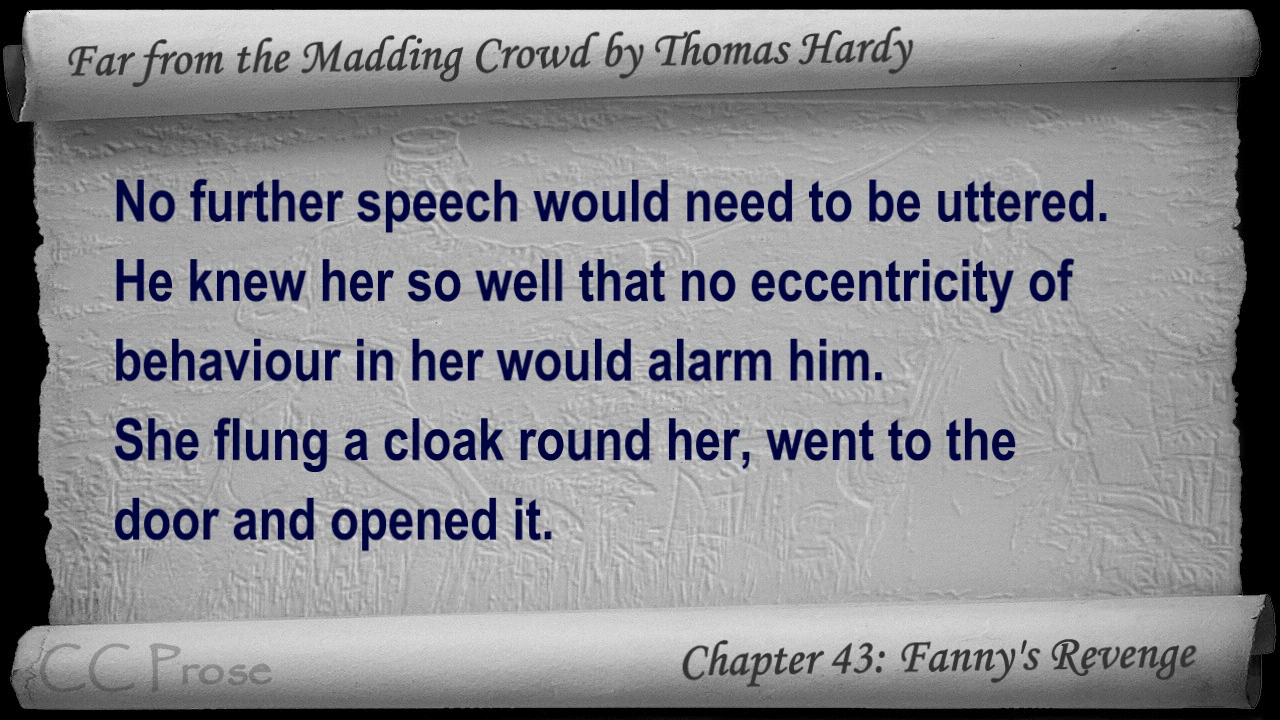 Far from the Madding Crowd by Thomas Hardy
No further speech would need to be uttered.
He knew her so well that no eccentricity of
behaviour in her would alarm him.
She flung a cloak round her, went to the
door and opened it.
CC Prose
Chapter 43: Fanny's Revenge